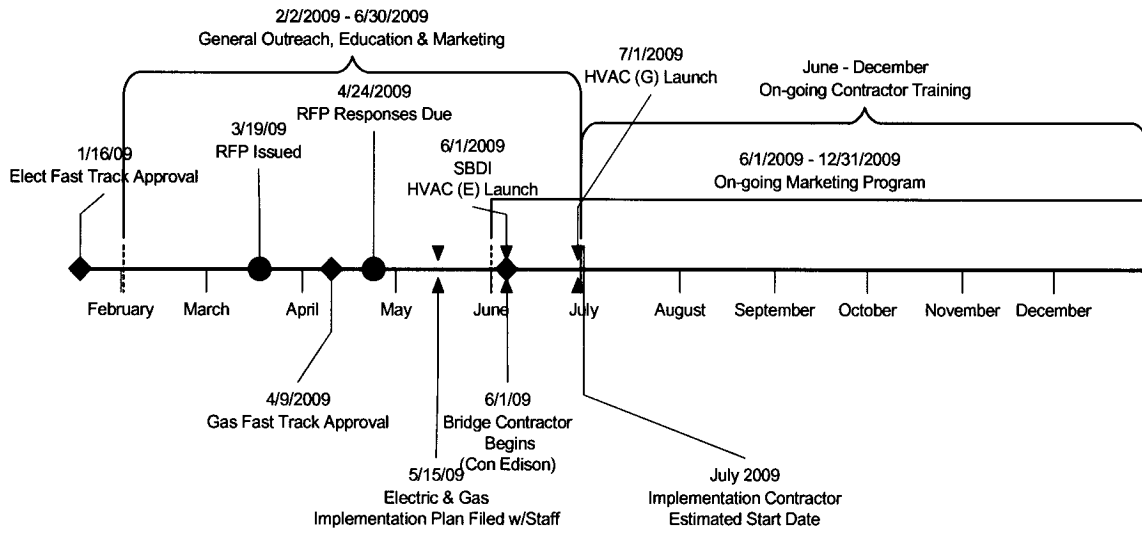 2/2/2009 - 6/30/2009
General Outreach, Education & Marketing
7/1/2009
HVAC (G) Launch
June - December
On-going Contractor Training
4/24/2009
RFP Responses Due
3/19/09
RFP Issued
1/16/09
Elect Fast Track Approval
6/1/2009
SBDI
HVAC (E) Launch
6/1/2009 - 12/31/2009
On-going Marketing Program
February
March
April
May
June
July
August
September
October
November
December
4/9/2009
Gas Fast Track Approval
6/1/09
Bridge Contractor
Begins
(Con Edison)
5/15/09
Electric & Gas
Implementation Plan Filed w/Staff
July 2009
Implementation Contractor
Estimated Start Date